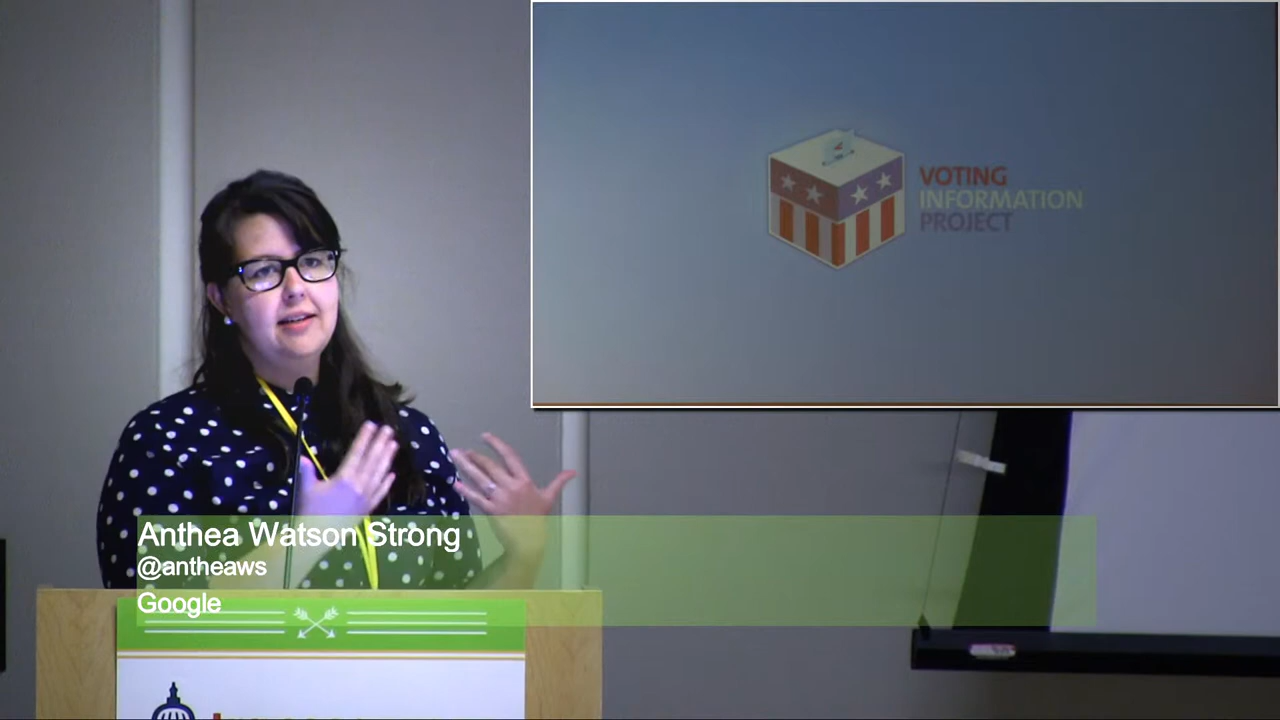 VOTING
INFORMATION
PROJECT
Anthea Watson Strong
@antheaws
Google